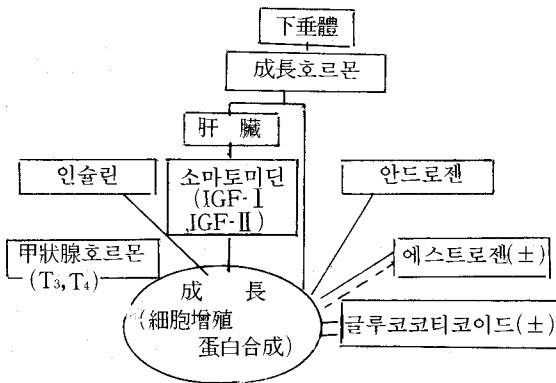 下垂體
成長호르몬
肝 臟
인슐린
소마토미딘
(IGF-I
,IGF-II)
안드로젠
甲狀腺호르몬
(T₃, T₄)
에스트로젠(±)
成 長
(細胞增殖
蛋白合成)
글루코코티코이드(±)